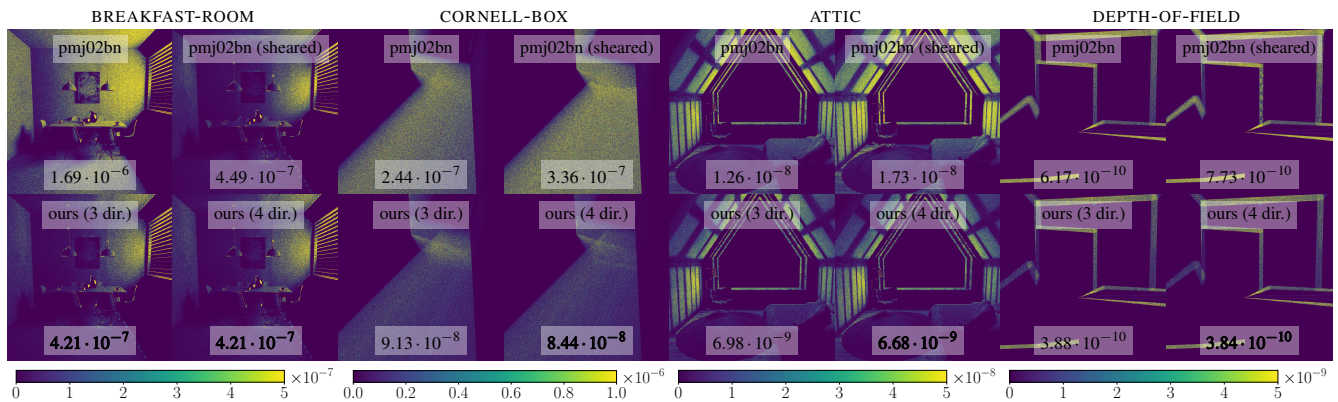 BREAKFAST-ROOM CORNELL-BOX ATTIC DEPTH-OF-FIELD
pmj02bn pmj02bn (sheared) pmj02bn pmj02bn (sheared) pmj02bn pmj02bn (sheared) pmj02bn pmj02bn (sheared)
1.69 · 10⁻⁶ 4.49 · 10⁻⁷ 2.44 · 10⁻⁷ 3.36 · 10⁻⁷ 1.26 · 10⁻⁸ 1.73 · 10⁻⁸ 6.17 · 10⁻¹⁰ 7.73 · 10⁻¹⁰
ours (3 dir.) ours (4 dir.) ours (3 dir.) ours (4 dir.) ours (3 dir.) ours (4 dir.) ours (3 dir.) ours (4 dir.)
4.21 · 10⁻⁷ 4.21 · 10⁻⁷ 9.13 · 10⁻⁸ 8.44 · 10⁻⁸ 6.98 · 10⁻⁹ 6.68 · 10⁻⁹ 3.88 · 10⁻¹⁰ 3.84 · 10⁻¹⁰
×10⁻⁷ ×10⁻⁶ ×10⁻⁸ ×10⁻⁹
0 1 2 3 4 5 0.0 0.2 0.4 0.6 0.8 1.0 0 1 2 3 4 5 0 1 2 3 4 5